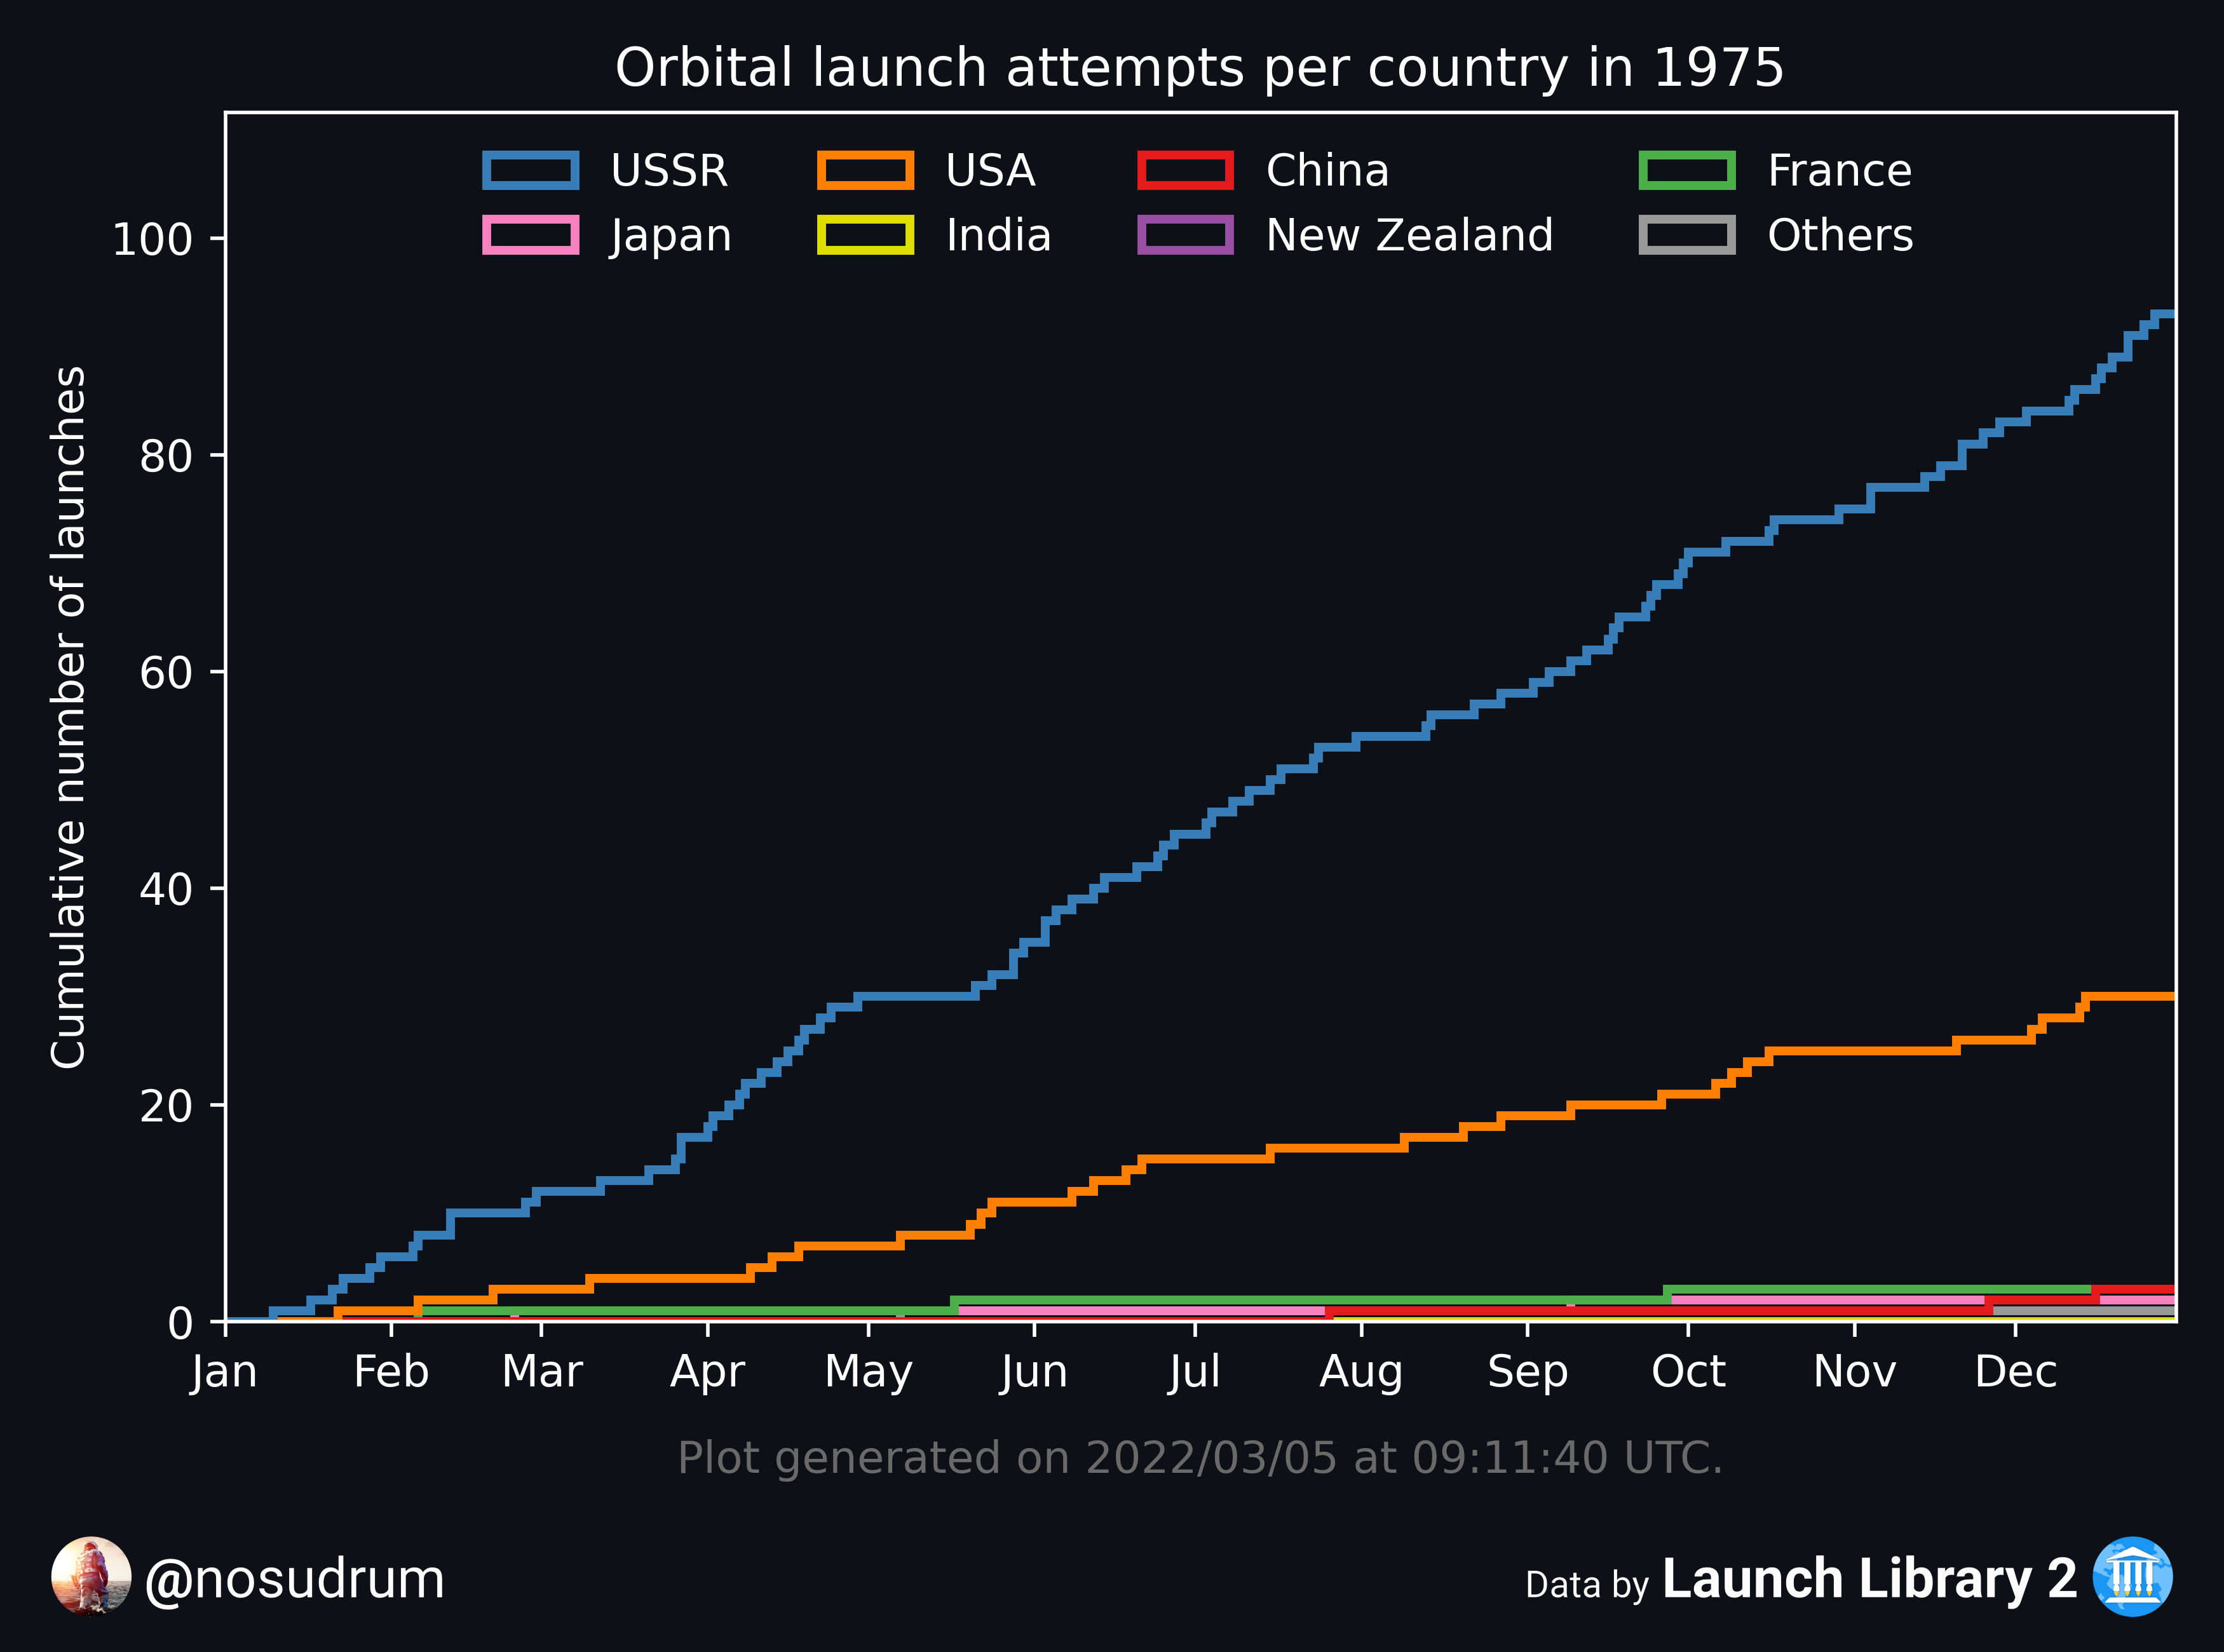 Orbital launch attempts per country in 1975
USSR USA China France
Japan India New Zealand Others
Cumulative number of launches
100
80
60
40
20
0
Jan Feb Mar Apr May Jun Jul Aug Sep Oct Nov Dec
Plot generated on 2022/03/05 at 09:11:40 UTC.
@nosudrum
Data by Launch Library 2